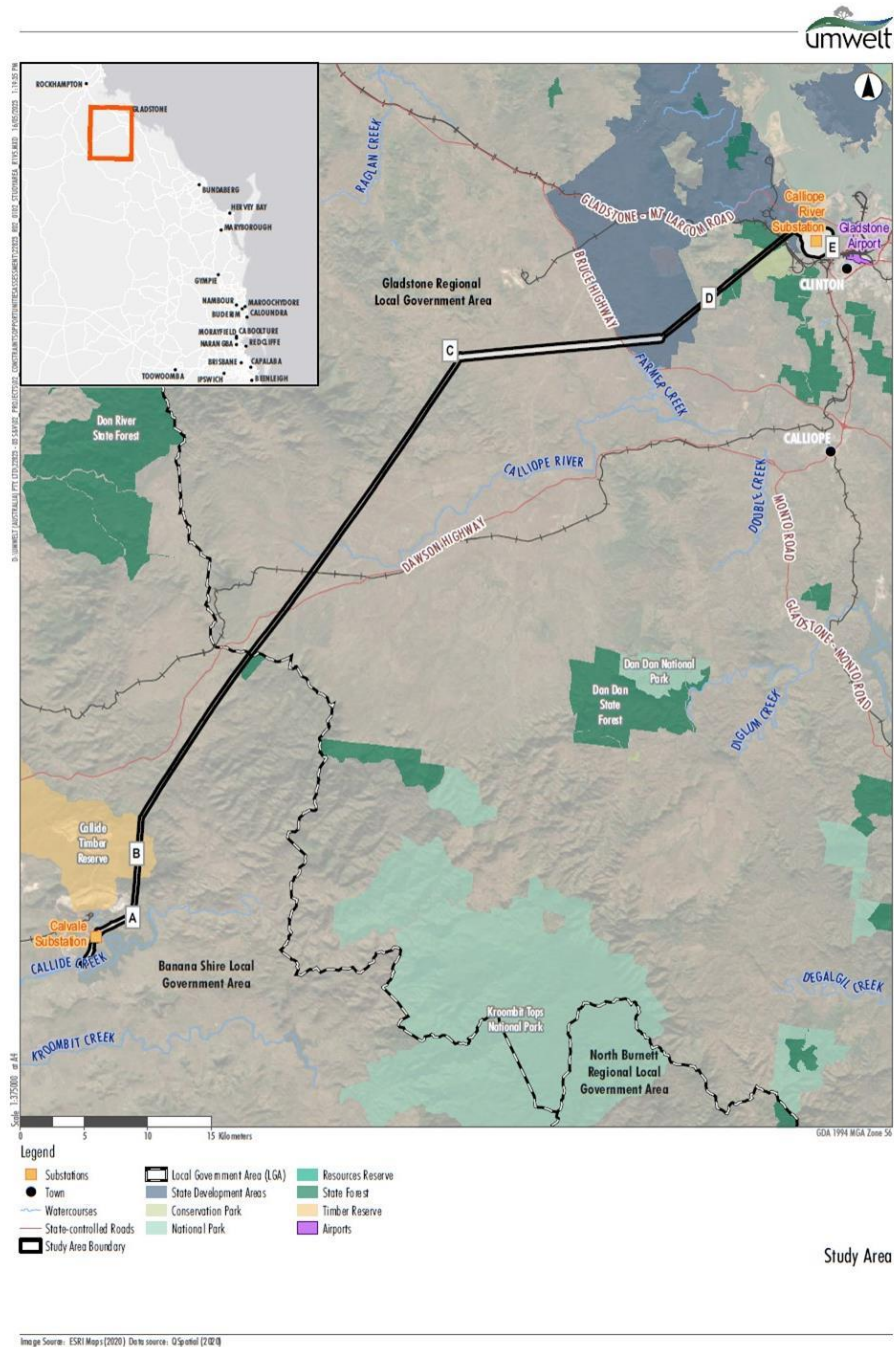 umwelt
ROCKHAMPTON
GLADSTONE
BUNDABERG
HERVEY BAY
MARYBOROUGH
GYMPIE
NAMBOUR
MAROOCHYDORE
BUDERIM
CALOUNDRA
MORAYFIELD
CABOOLTURE
NARANGBA
REDCLIFFE
BRISBANE
CAPALABA
TOOWOOMBA
IPSWICH
BEENLEIGH
RAGLAN CREEK
GLADSTONE - MT LARCOM ROAD
Calliope
River
Substation
Gladstone
Airport
E
CLINTON
BRUCE HIGHWAY
Gladstone Regional
Local Government Area
D
C
FARMER CREEK
Don River
State Forest
CALLIOPE
CALLIOPE RIVER
DOUBLE CREEK
MONTO ROAD
DAWSON HIGHWAY
GLADSTONE - MONTO ROAD
Dan Dan National
Park
Dan Dan
State
Forest
DIGLUM CREEK
Callide
Timber
Reserve
B
A
Calvale
Substation
CALLIDE CREEK
Banana Shire Local
Government Area
DEGALGIL CREEK
Kroombit Tops
National Park
KROOMBIT CREEK
North Burnett
Regional Local
Government Area
Scale 1:375000 at A4
0 5 10 15 Kilometers
GDA 1994 MGA Zone 56
Legend
Substations
Town
Watercourses
State-controlled Roads
Study Area Boundary
Local Government Area (LGA)
State Development Areas
Conservation Park
National Park
Resources Reserve
State Forest
Timber Reserve
Airports
Study Area
Image Source: ESRI Maps (2020) Data source: QSpatial (2020)